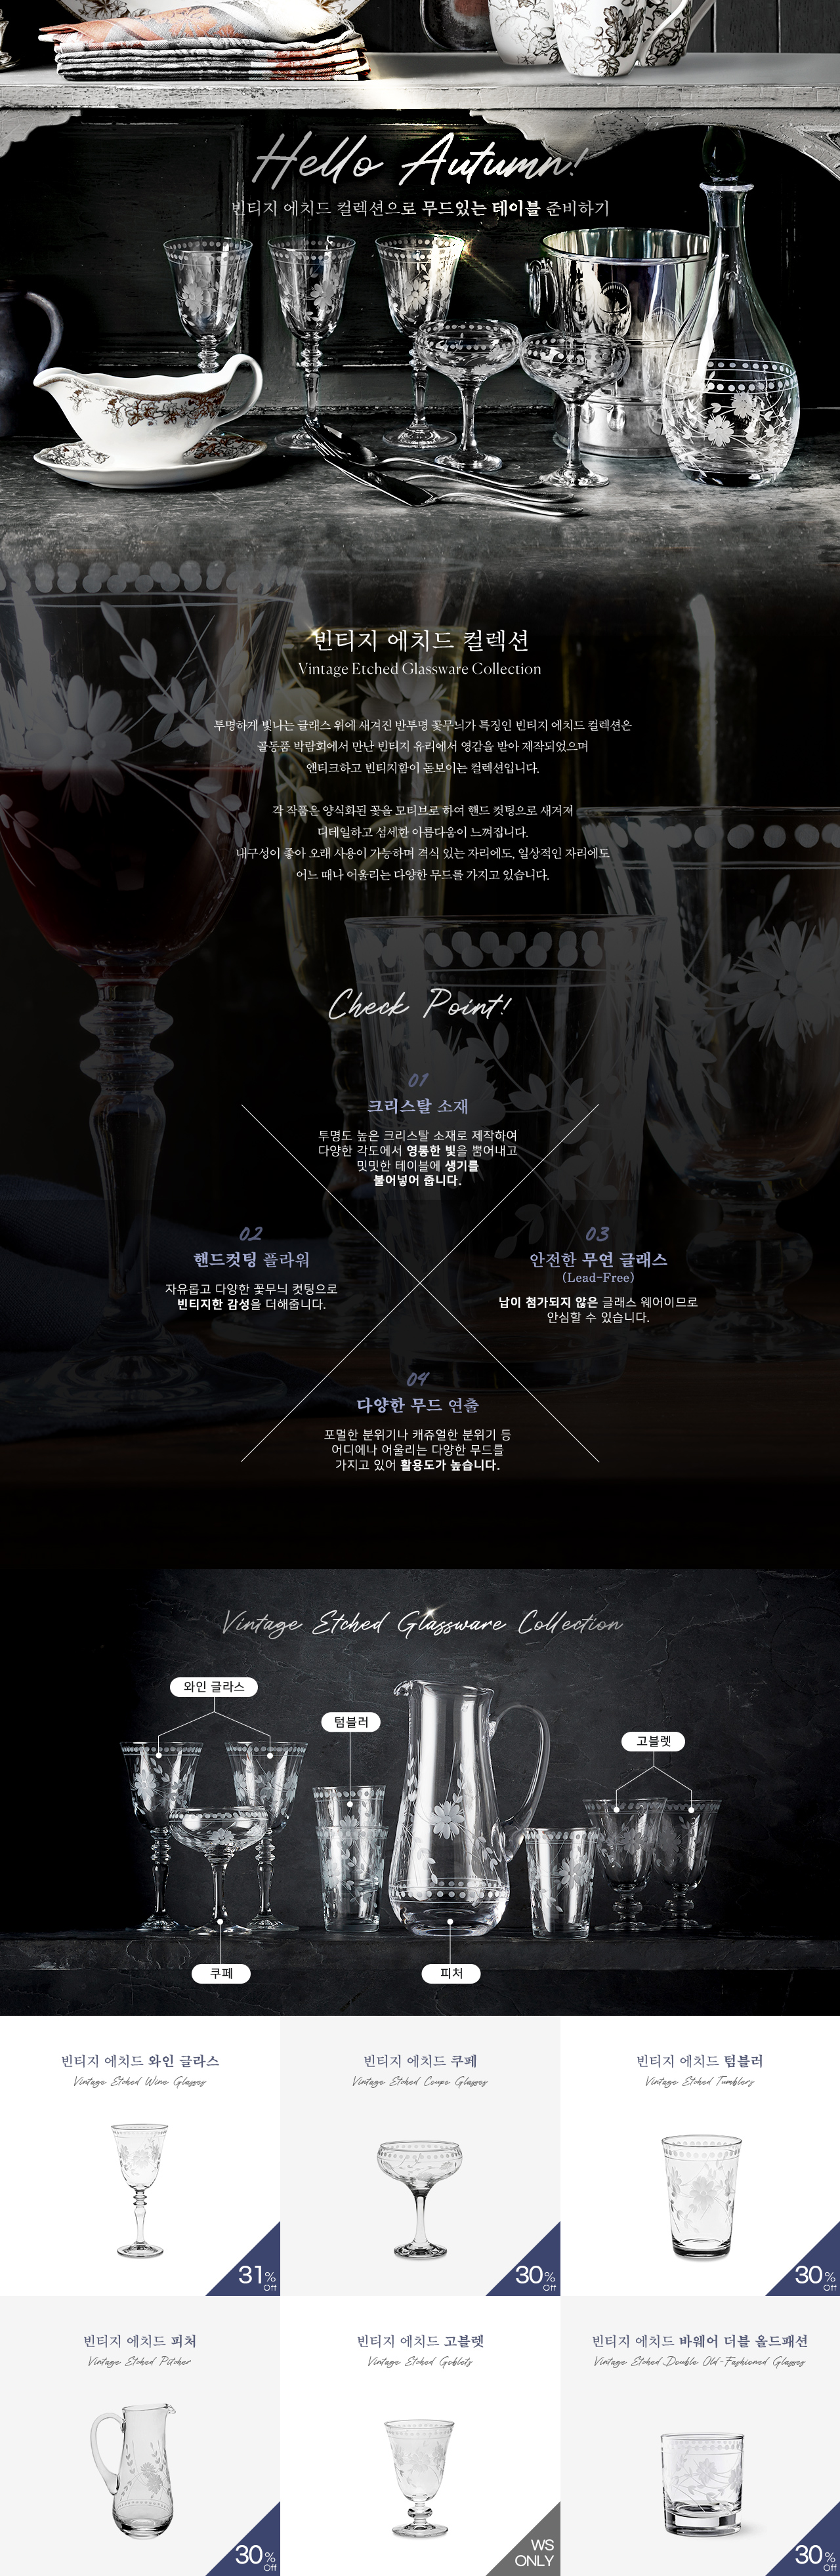 Hello Autumn!
빈티지 에치드 컬렉션으로 무드있는 테이블 준비하기
빈티지 에치드 컬렉션
Vintage Etched Glassware Collection
투명하게 빛나는 글래스 위에 새겨진 반투명 꽃무늬가 특징인 빈티지 에치드 컬렉션은
골동품 박람회에서 만난 빈티지 유리에서 영감을 받아 제작되었으며
앤티크하고 빈티지함이 돋보이는 컬렉션입니다.
각 작품은 양식화된 꽃을 모티브로 하여 핸드 컷팅으로 새겨져
디테일하고 섬세한 아름다움이 느껴집니다.
내구성이 좋아 오래 사용이 가능하며 격식 있는 자리에도, 일상적인 자리에도
어느 때나 어울리는 다양한 무드를 가지고 있습니다.
Check Point!
01
크리스탈 소재
투명도 높은 크리스탈 소재로 제작하여
다양한 각도에서 영롱한 빛을 뿜어내고
밋밋한 테이블에 생기를
불어넣어 줍니다.
02
핸드컷팅 플라워
자유롭고 다양한 꽃무늬 컷팅으로
빈티지한 감성을 더해줍니다.
03
안전한 무연 글래스
(Lead-Free)
납이 첨가되지 않은 글래스 웨어이므로
안심할 수 있습니다.
04
다양한 무드 연출
포멀한 분위기나 캐쥬얼한 분위기 등
어디에나 어울리는 다양한 무드를
가지고 있어 활용도가 높습니다.
Vintage Etched Glassware Collection
와인 글라스
텀블러
고블렛
쿠페
피처
빈티지 에치드 와인 글라스
Vintage Etched Wine Glasses
31% Off
빈티지 에치드 쿠페
Vintage Etched Coupe Glasses
30% Off
빈티지 에치드 텀블러
Vintage Etched Tumblers
30% Off
빈티지 에치드 피처
Vintage Etched Pitcher
30% Off
빈티지 에치드 고블렛
Vintage Etched Goblets
WS
ONLY
빈티지 에치드 바웨어 더블 올드패션
Vintage Etched Double Old-Fashioned Glasses
30% Off